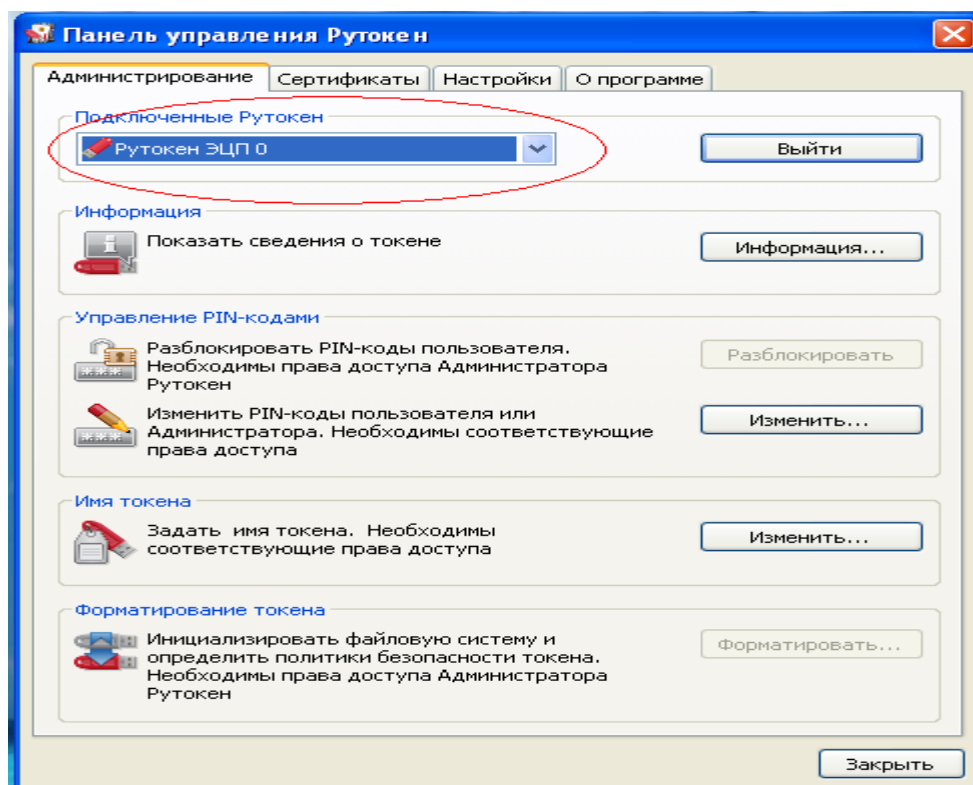 Панель управления Рутокен
Администрирование Сертификаты Настройки О программе
Подключенные Рутокен
Рутокен ЭЦП 0
Выйти
Информация
Показать сведения о токене
Информация...
Управление PIN-кодами
Разблокировать PIN-коды пользователя.
Необходимы права доступа Администратора
Рутокен
Разблокировать
Изменить PIN-коды пользователя или
Администратора. Необходимы соответствующие
права доступа
Изменить...
Имя токена
Задать имя токена. Необходимы
соответствующие права доступа
Изменить...
Форматирование токена
Инициализировать файловую систему и
определить политики безопасности токена.
Необходимы права доступа Администратора
Рутокен
Форматировать...
Закрыть